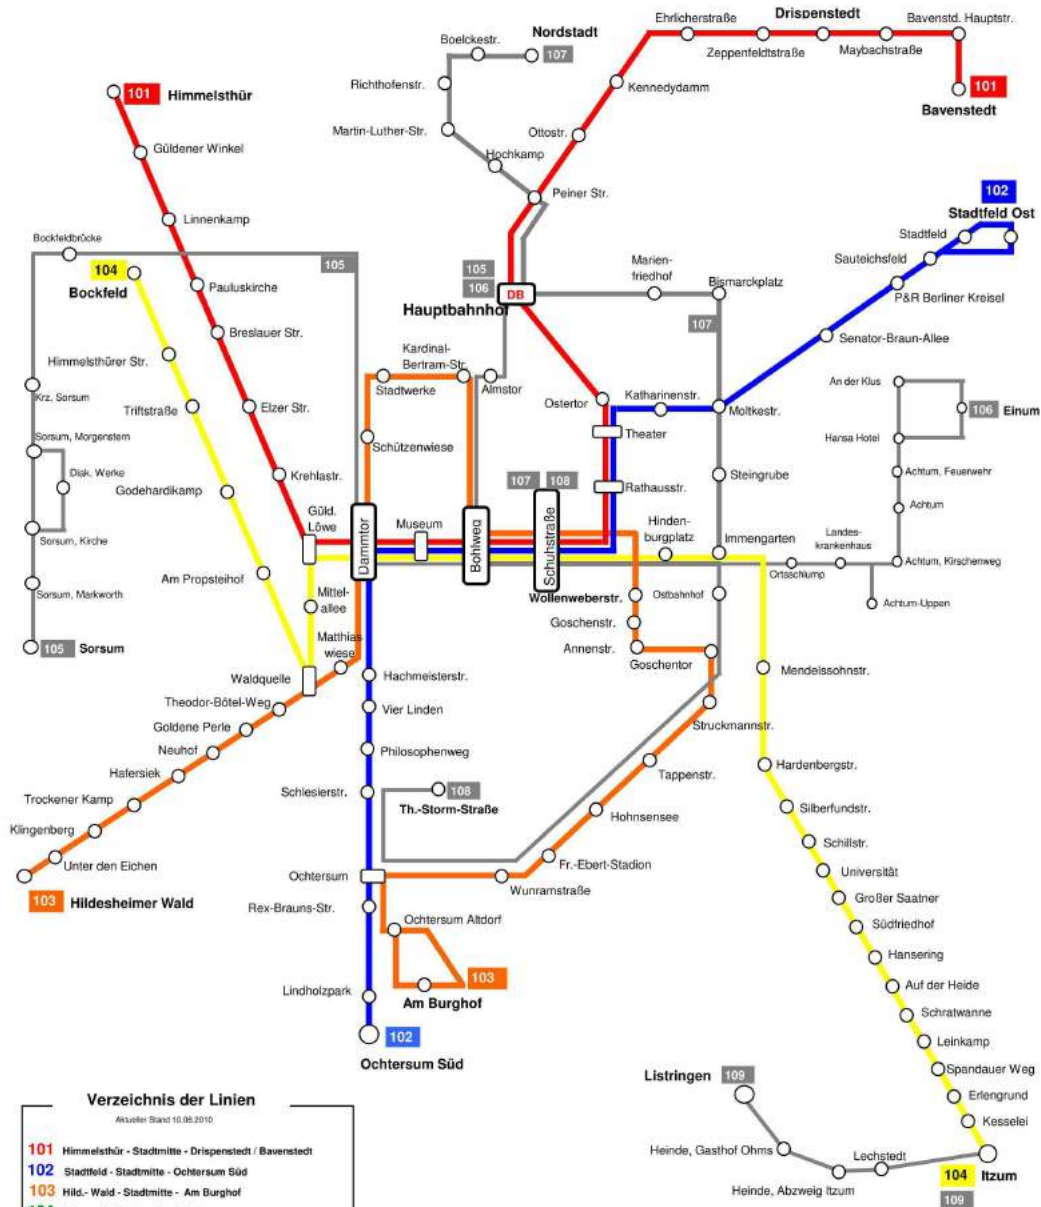 Nordstadt
Boelckestr.
107
Richthofenstr.
Martin-Luther-Str.
Hochkamp
Ehrlicherstraße
Drispenstedt
Bavenstd. Hauptstr.
Zeppenfeldtstraße
Maybachstraße
Kennedydamm
101
Bavenstedt
Ottostr.
Peiner Str.
101 Himmelsthür
Güldener Winkel
Linnenkamp
Pauluskirche
Breslauer Str.
Elzer Str.
Krehlastr.
Güld.
Löwe
Bockfeldbrücke
105
104
Bockfeld
Himmelsthürer Str.
Triftstraße
Godehardikamp
Am Propsteihof
Krz. Sorsum
Sorsum, Morgenstern
Diak. Werke
Sorsum, Kirche
Sorsum, Markworth
105 Sorsum
105
106
DB
Hauptbahnhof
Marien-
friedhof
Bismarckplatz
107
102
Stadtfeld Ost
Stadtfeld
Sauteichsfeld
P&R Berliner Kreisel
Senator-Braun-Allee
Kardinal-
Bertram-Str.
Stadtwerke
Almstor
Schützenwiese
Ostertor
Katharinenstr.
Moltkestr.
Theater
Rathausstr.
Steingrube
An der Klus
106 Einum
Hansa Hotel
Achtum, Feuerwehr
Achtum
Landes-
krankenhaus
Achtum, Kirschenweg
Ortsschlump
Achtum-Uppen
107 108
Dammtor
Museum
Bohlweg
Schuhstraße
Hinden-
burgplatz
Immengarten
Ostbahnhof
Wollenweberstr.
Goschenstr.
Annenstr.
Goschentor
Struckmannstr.
Tappenstr.
Hohnsensee
Fr.-Ebert-Stadion
Wunramstraße
Mittel-
allee
Matthias
wiese
Waldquelle
Theodor-Bötel-Weg
Goldene Perle
Neuhof
Hafersiek
Trockener Kamp
Klingenberg
Unter den Eichen
103 Hildesheimer Wald
Hachmeisterstr.
Vier Linden
Philosophenweg
Schlesierstr.
108
Th.-Storm-Straße
Ochtersum
Rex-Brauns-Str.
Ochtersum Altdorf
103
Am Burghof
Lindholzpark
102
Ochtersum Süd
Mendelssohnstr.
Hardenbergstr.
Silberfundstr.
Schillstr.
Universität
Großer Saatner
Südfriedhof
Hansering
Auf der Heide
Schratwanne
Leinkamp
Spandauer Weg
Erlengrund
Kesselei
104 Itzum
109
Listringen 109
Heinde, Gasthof Ohms
Lechstedt
Heinde, Abzweig Itzum
Verzeichnis der Linien
Aktueller Stand 10.06.2010
101 Himmelsthür - Stadtmitte - Drispenstedt / Bavenstedt
102 Stadtfeld - Stadtmitte - Ochtersum Süd
103 Hild.- Wald - Stadtmitte - Am Burghof